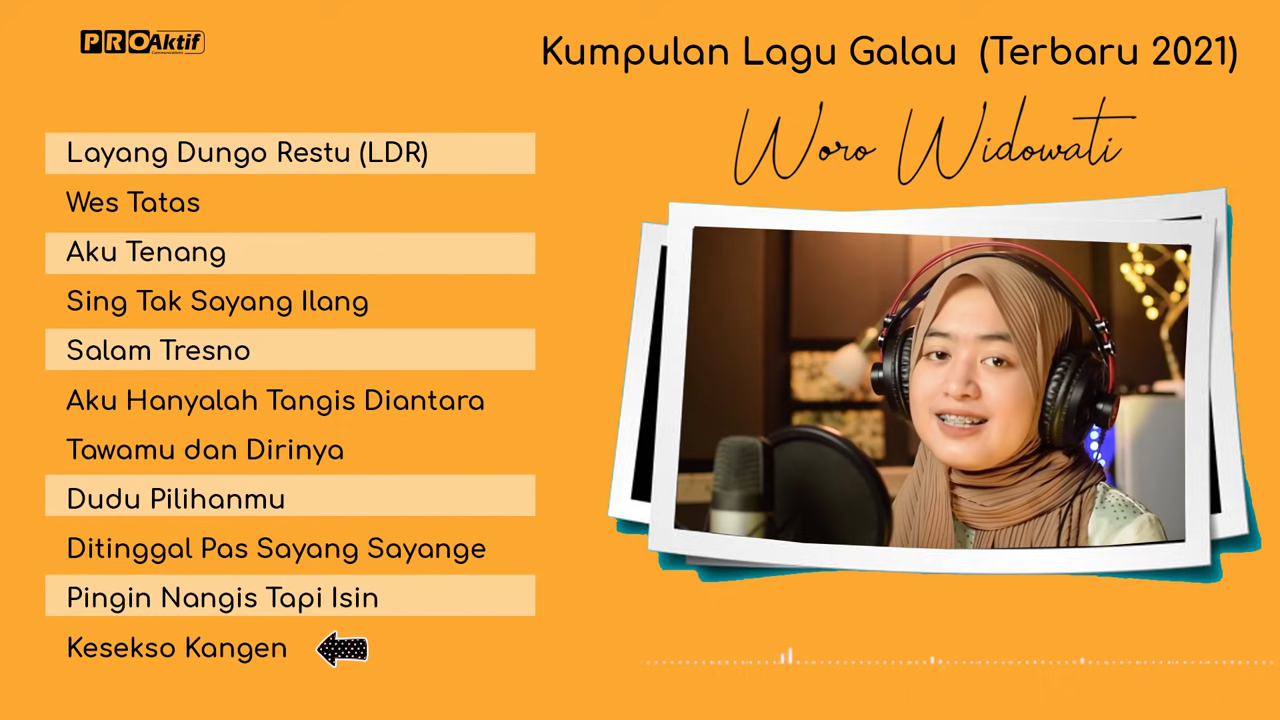 PROAktif
Communications
Kumpulan Lagu Galau (Terbaru 2021)
Woro Widowati
Layang Dungo Restu (LDR)
Wes Tatas
Aku Tenang
Sing Tak Sayang Ilang
Salam Tresno
Aku Hanyalah Tangis Diantara
Tawamu dan Dirinya
Dudu Pilihanmu
Ditinggal Pas Sayang Sayange
Pingin Nangis Tapi Isin
Kesekso Kangen